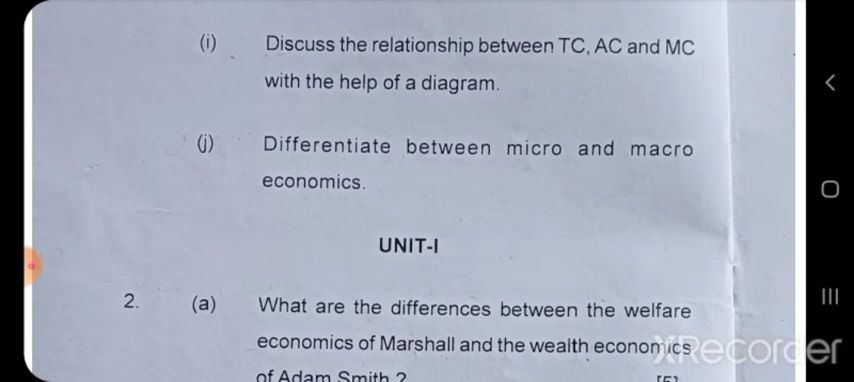 (i) Discuss the relationship between TC, AC and MC
with the help of a diagram.
(j) Differentiate between micro and macro
economics.
UNIT-I
2. (a) What are the differences between the welfare
economics of Marshall and the wealth economics
of Adam Smith ? [5]
XRecorder